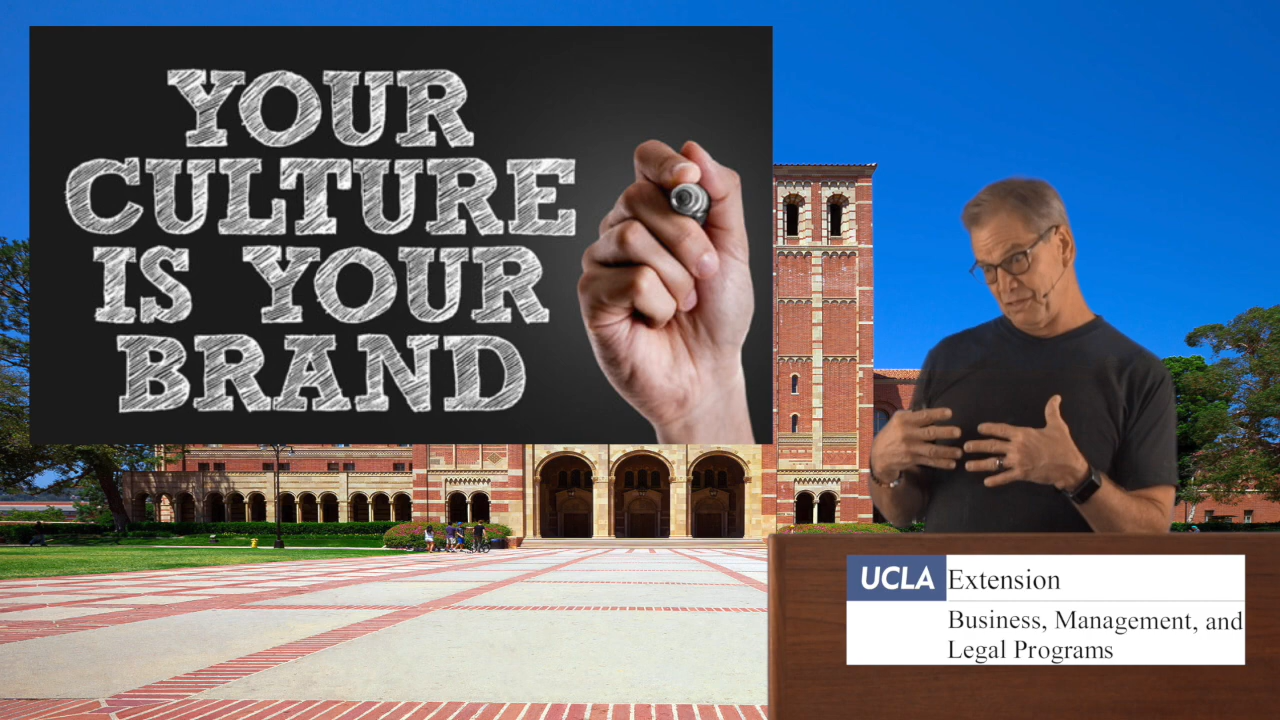 YOUR
CULTURE
IS YOUR
BRAND
UCLA Extension
Business, Management, and
Legal Programs